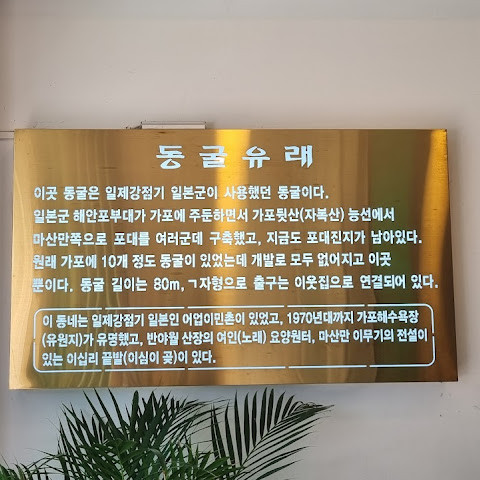 동굴유래
이곳 동굴은 일제강점기 일본군이 사용했던 동굴이다.
일본군 해안포부대가 가포에 주둔하면서 가포뒷산(자복산) 능선에서
마산만쪽으로 포대를 여러군데 구축했고, 지금도 포대진지가 남아있다.
원래 가포에 10개 정도 동굴이 있었는데 개발로 모두 없어지고 이곳
뿐이다. 동굴 길이는 80m, ㄱ자형으로 출구는 이웃집으로 연결되어 있다.
이 동네는 일제강점기 일본인 어업이민촌이 있었고, 1970년대까지 가포해수욕장
(유원지)가 유명했고, 반야월 산장의 여인(노래) 요양원터, 마산만 이무기의 전설이
있는 이십리 끝발(이심이 곶)이 있다.